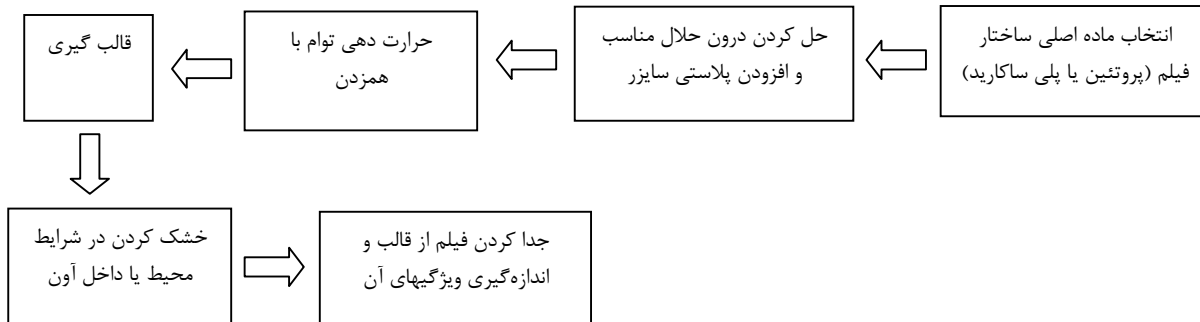 انتخاب ماده اصلی ساختار
فیلم (پروتئین یا پلی ساکارید)
حل کردن درون حلال مناسب
و افزودن پلاستی سایزر
حرارت دهی توام با
همزدن
قالب گیری
خشک کردن در شرایط
محیط یا داخل آون
جدا کردن فیلم از قالب و
اندازه‌گیری ویژگیهای آن